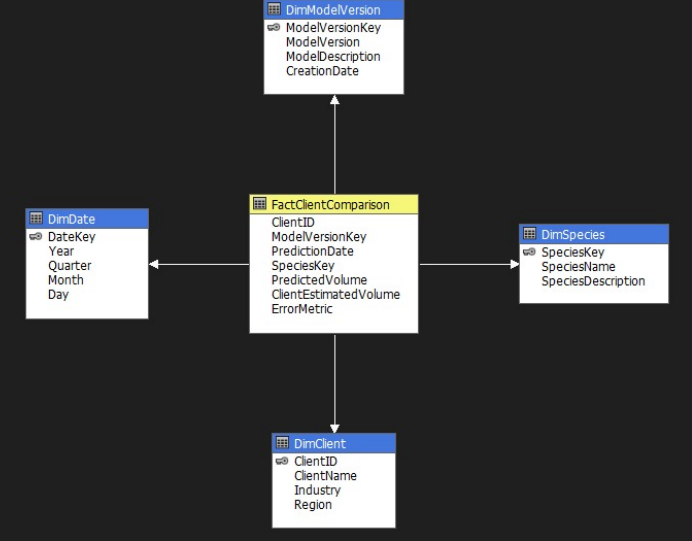 DimModelVersion
ModelVersionKey
ModelVersion
ModelDescription
CreationDate
FactClientComparison
ClientID
ModelVersionKey
PredictionDate
SpeciesKey
PredictedVolume
ClientEstimatedVolume
ErrorMetric
DimDate
DateKey
Year
Quarter
Month
Day
DimSpecies
SpeciesKey
SpeciesName
SpeciesDescription
DimClient
ClientID
ClientName
Industry
Region